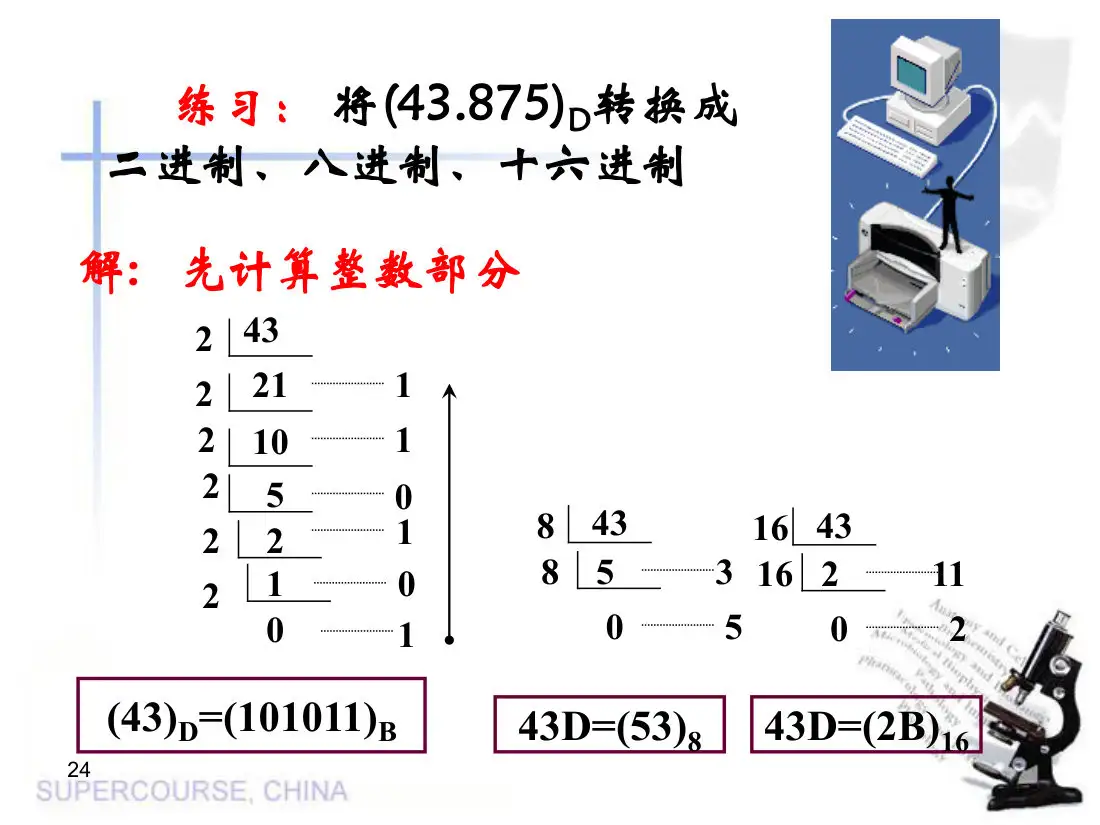 练习： 将(43.875)D转换成
二进制、八进制、十六进制
解: 先计算整数部分
2 43
2 21 1
2 10 1
2 5 0
2 2 1
2 1 0
0 1
8 43
8 5 3
0 5
16 43
16 2 11
0 2
(43)D=(101011)B
43D=(53)8
43D=(2B)16
24
SUPERCOURSE, CHINA
Anatomy and Cell